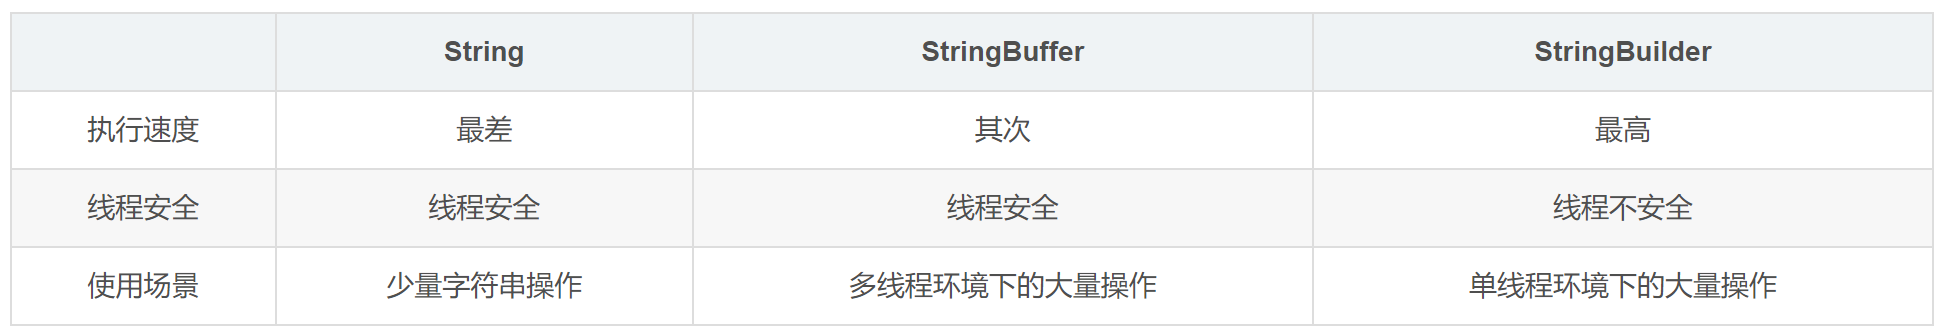 String StringBuffer StringBuilder
执行速度 最差 其次 最高
线程安全 线程安全 线程安全 线程不安全
使用场景 少量字符串操作 多线程环境下的大量操作 单线程环境下的大量操作